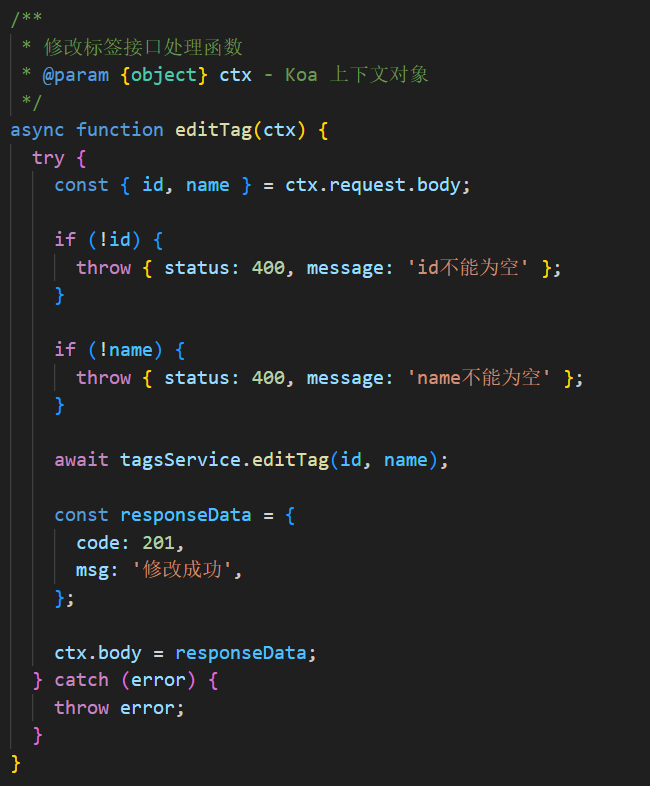 /**
 * 修改标签接口处理函数
 * @param {object} ctx - Koa 上下文对象
 */
async function editTag(ctx) {
  try {
    const { id, name } = ctx.request.body;

    if (!id) {
      throw { status: 400, message: 'id不能为空' };
    }

    if (!name) {
      throw { status: 400, message: 'name不能为空' };
    }

    await tagsService.editTag(id, name);

    const responseData = {
      code: 201,
      msg: '修改成功',
    };

    ctx.body = responseData;
  } catch (error) {
    throw error;
  }
}